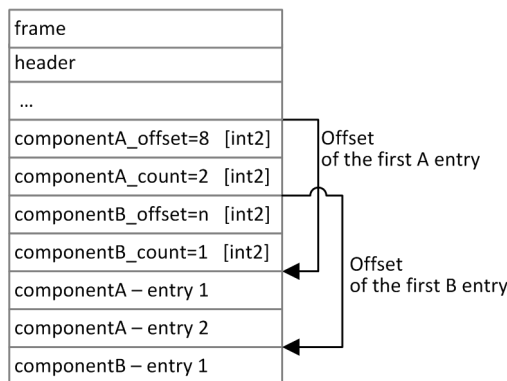 frame
header
...
componentA_offset=8 [int2]
componentA_count=2 [int2]
componentB_offset=n [int2]
componentB_count=1 [int2]
componentA – entry 1
componentA – entry 2
componentB – entry 1
Offset
of the first A entry
Offset
of the first B entry